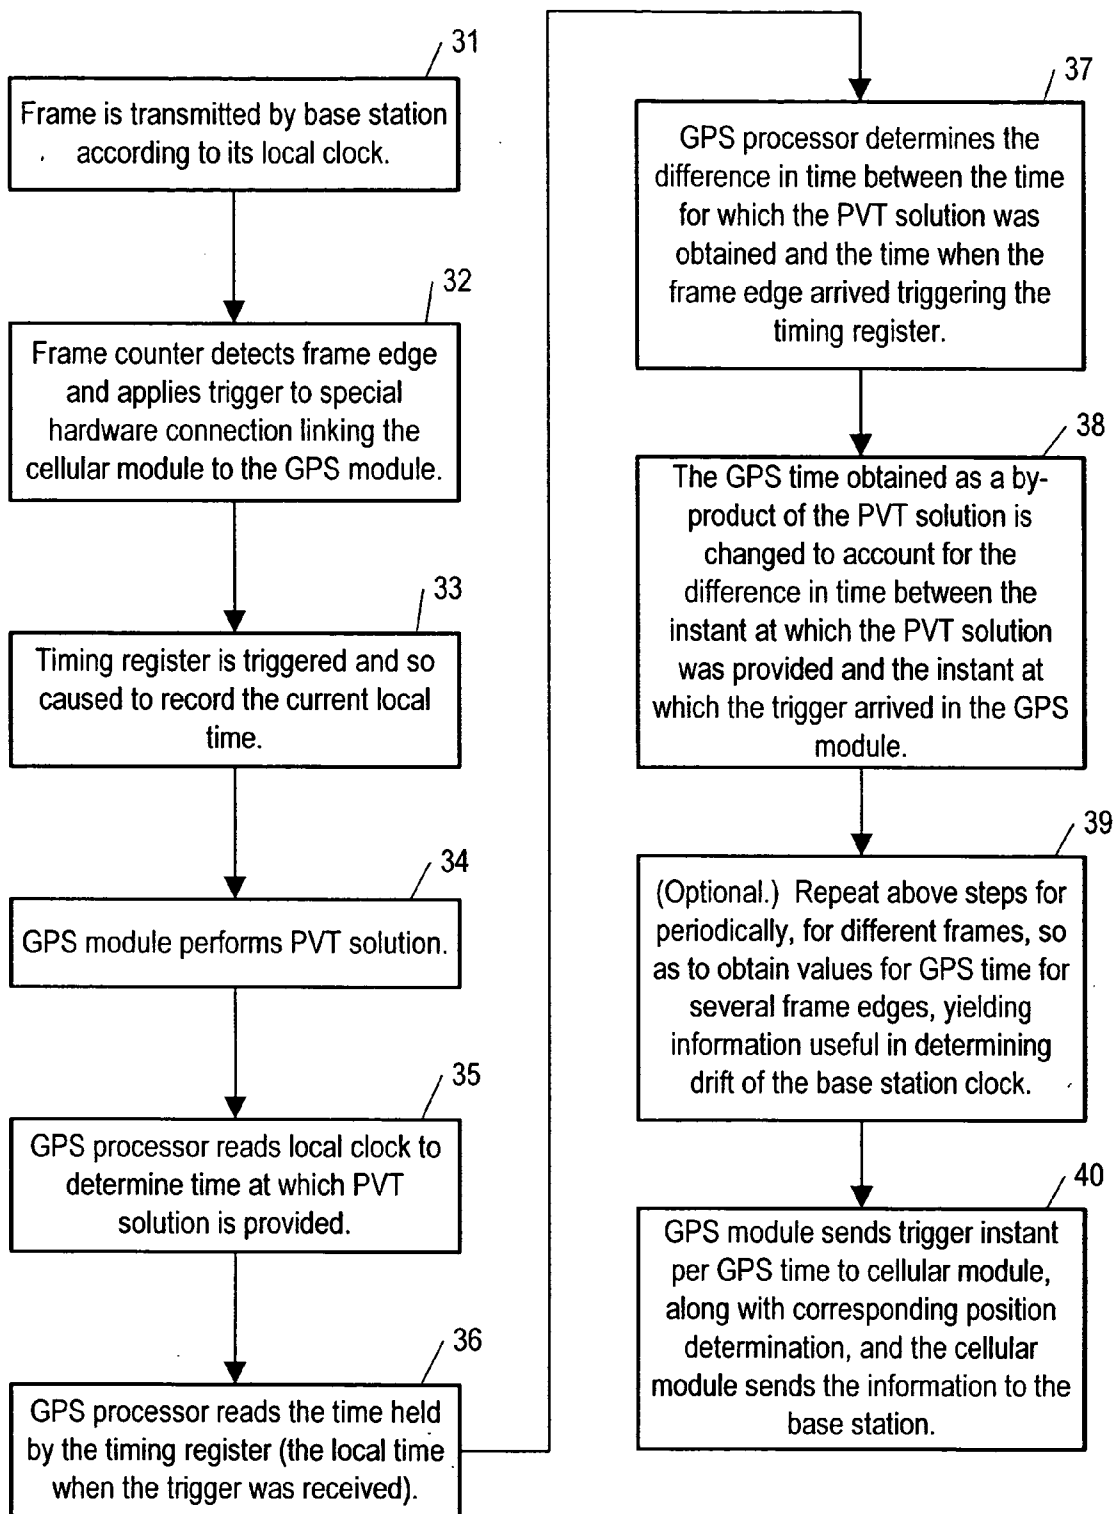 31
Frame is transmitted by base station
according to its local clock.
32
Frame counter detects frame edge
and applies trigger to special
hardware connection linking the
cellular module to the GPS module.
33
Timing register is triggered and so
caused to record the current local
time.
34
GPS module performs PVT solution.
35
GPS processor reads local clock to
determine time at which PVT
solution is provided.
36
GPS processor reads the time held
by the timing register (the local time
when the trigger was received).
37
GPS processor determines the
difference in time between the time
for which the PVT solution was
obtained and the time when the
frame edge arrived triggering the
timing register.
38
The GPS time obtained as a by-
product of the PVT solution is
changed to account for the
difference in time between the
instant at which the PVT solution
was provided and the instant at
which the trigger arrived in the GPS
module.
39
(Optional.) Repeat above steps for
periodically, for different frames, so
as to obtain values for GPS time for
several frame edges, yielding
information useful in determining
drift of the base station clock.
40
GPS module sends trigger instant
per GPS time to cellular module,
along with corresponding position
determination, and the cellular
module sends the information to the
base station.